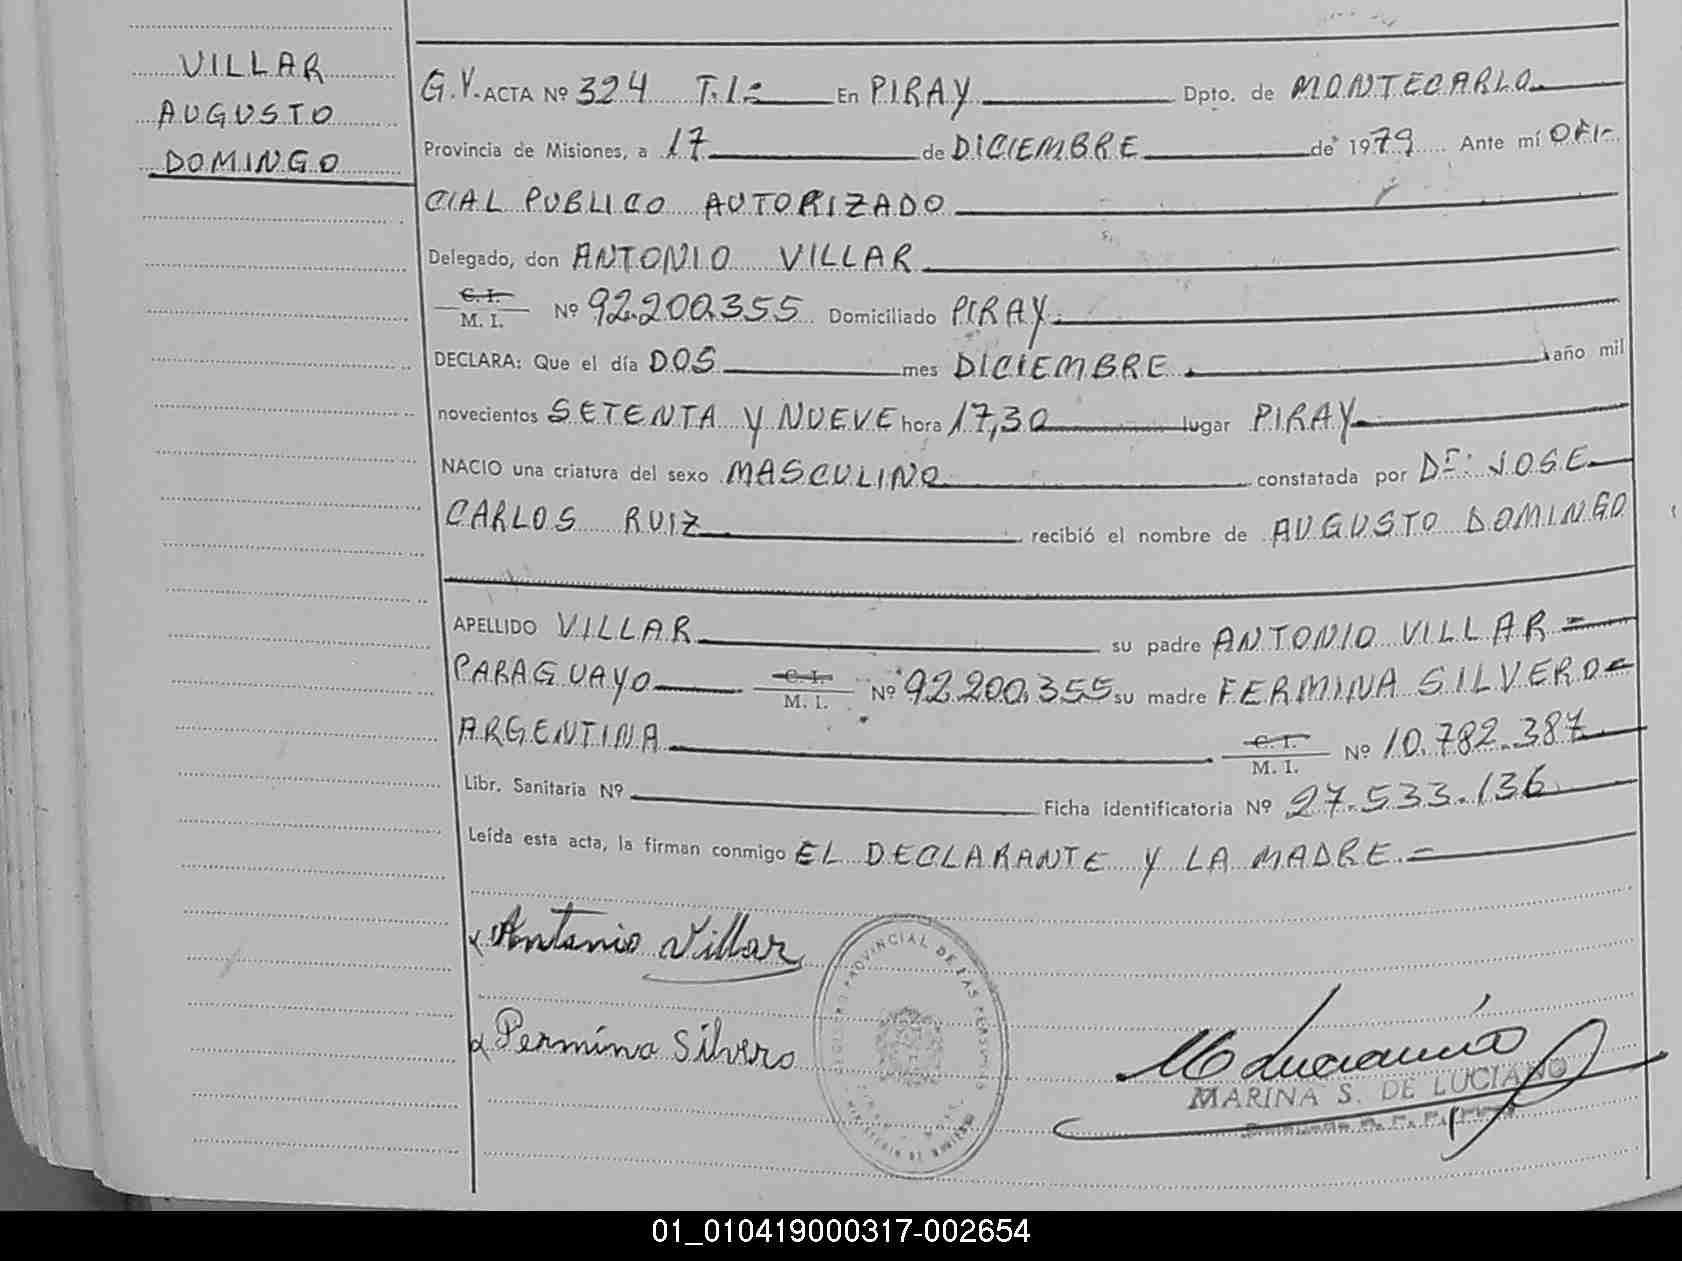 VILLAR
AUGUSTO
DOMINGO
G.V. ACTA Nº 324 T.I.= En PIRAY Dpto. de MONTECARLO
Provincia de Misiones, a 17 de DICIEMBRE de 1979 Ante mí OFI-
CIAL PUBLICO AUTORIZADO
Delegado, don ANTONIO VILLAR
C. I.
M. I. Nº 92.200.355 Domiciliado PIRAY
DECLARA: Que el día DOS mes DICIEMBRE año mil
novecientos SETENTA Y NUEVE hora 17,30 lugar PIRAY
NACIO una criatura del sexo MASCULINO constatada por Dr. JOSE
CARLOS RUIZ recibió el nombre de AUGUSTO DOMINGO
APELLIDO VILLAR su padre ANTONIO VILLAR =
PARAGUAYO C. I. M. I. Nº 92.200.355 su madre FERMINA SILVERO=
ARGENTINA C. I. M. I. Nº 10.782.387
Libr. Sanitaria Nº Ficha identificatoria Nº 27.533.136
Leída esta acta, la firman conmigo EL DECLARANTE Y LA MADRE.=
Antonio Villar
REGISTRO PROVINCIAL DE LAS PERSONAS
Fermina Silvero
MARINA S. DE LUCIANO
01_010419000317-002654